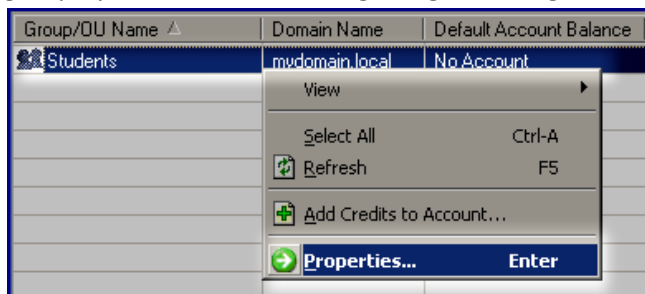 Group/OU Name Domain Name Default Account Balance
Students mydomain.local No Account
View
Select All Ctrl-A
Refresh F5
Add Credits to Account...
Properties... Enter